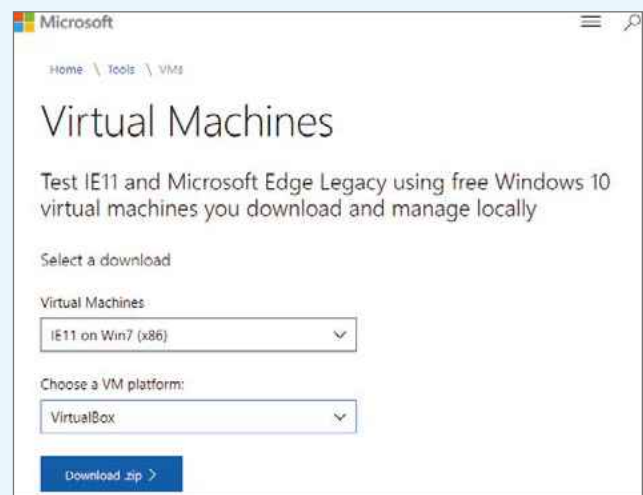 Microsoft
Home \ Tools \ VMs
Virtual Machines
Test IE11 and Microsoft Edge Legacy using free Windows 10
virtual machines you download and manage locally
Select a download
Virtual Machines
IE11 on Win7 (x86)
Choose a VM platform:
VirtualBox
Download .zip >